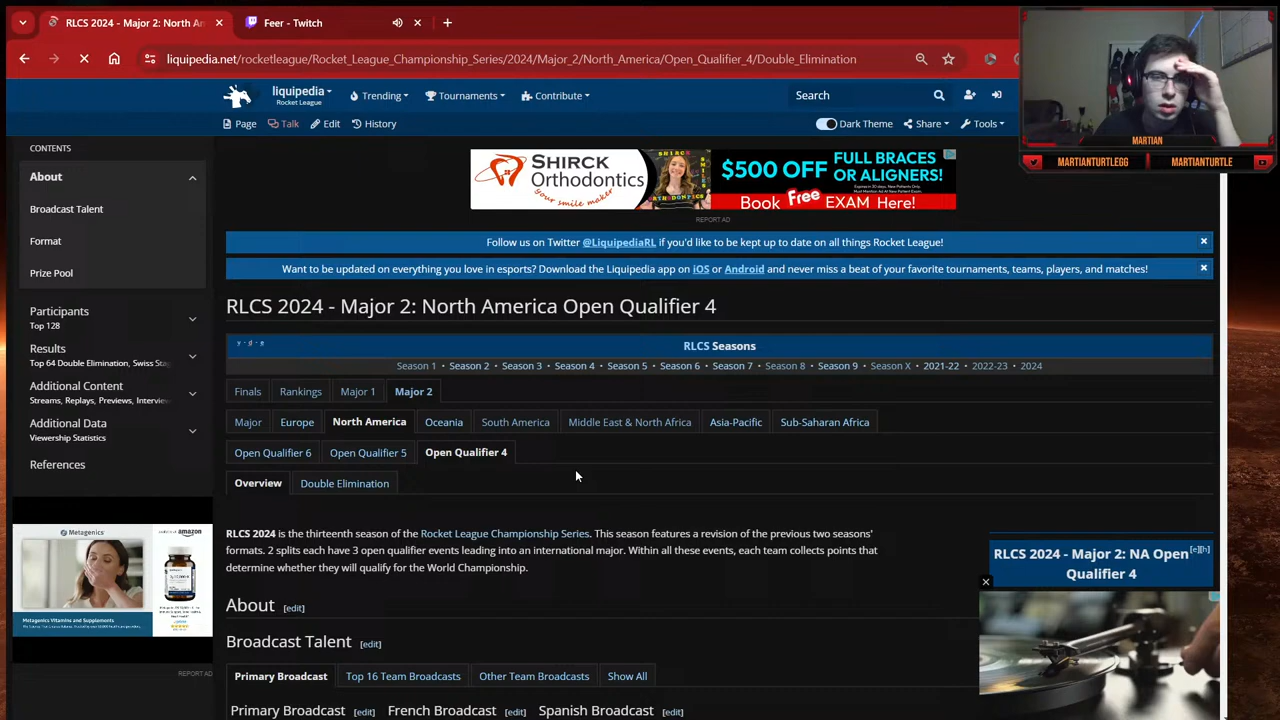 RLCS 2024 - Major 2: North An
Feer - Twitch
liquipedia.net/rocketleague/Rocket_League_Championship_Series/2024/Major_2/North_America/Open_Qualifier_4/Double_Elimination
liquipedia
Rocket League
Trending
Tournaments
Contribute
Search
Page
Talk
Edit
History
Dark Theme
Share
Tools
MARTIAN
MARTIANTURTLEGG
MARTIANTURTLE
CONTENTS
About
Broadcast Talent
Format
Prize Pool
Participants
Top 128
Results
Top 64 Double Elimination, Swiss Stag
Additional Content
Streams, Replays, Previews, Interview
Additional Data
Viewership Statistics
References
SHIRCK
ORTHODONTICS
your smile maker
$500 OFF
FULL BRACES
OR ALIGNERS!
Book Free EXAM Here!
REPORT AD
Follow us on Twitter @LiquipediaRL if you'd like to be kept up to date on all things Rocket League!
Want to be updated on everything you love in esports? Download the Liquipedia app on iOS or Android and never miss a beat of your favorite tournaments, teams, players, and matches!
RLCS 2024 - Major 2: North America Open Qualifier 4
RLCS Seasons
Season 1 • Season 2 • Season 3 • Season 4 • Season 5 • Season 6 • Season 7 • Season 8 • Season 9 • Season X • 2021-22 • 2022-23 • 2024
Finals
Rankings
Major 1
Major 2
Major
Europe
North America
Oceania
South America
Middle East & North Africa
Asia-Pacific
Sub-Saharan Africa
Open Qualifier 6
Open Qualifier 5
Open Qualifier 4
Overview
Double Elimination
RLCS 2024 is the thirteenth season of the Rocket League Championship Series. This season features a revision of the previous two seasons'
formats. 2 splits each have 3 open qualifier events leading into an international major. Within all these events, each team collects points that
determine whether they will qualify for the World Championship.
RLCS 2024 - Major 2: NA Open [e][h]
Qualifier 4
About [edit]
Broadcast Talent [edit]
Primary Broadcast
Top 16 Team Broadcasts
Other Team Broadcasts
Show All
Primary Broadcast [edit]
French Broadcast [edit]
Spanish Broadcast [edit]
Metagenics
amazon
Metagenics Vitamins and Supplements
REPORT AD